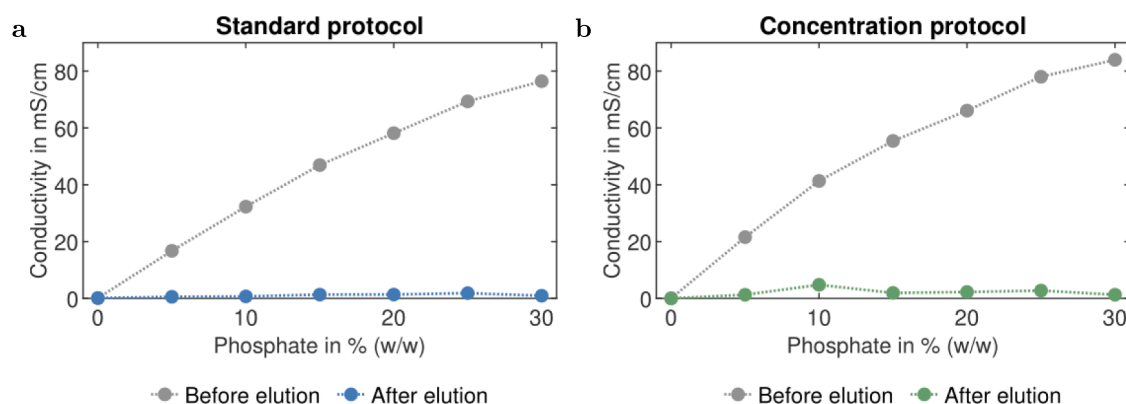 a
Standard protocol
Conductivity in mS/cm
80
60
40
20
0
0 10 20 30
Phosphate in % (w/w)
Before elution After elution
b
Concentration protocol
Conductivity in mS/cm
80
60
40
20
0
0 10 20 30
Phosphate in % (w/w)
Before elution After elution